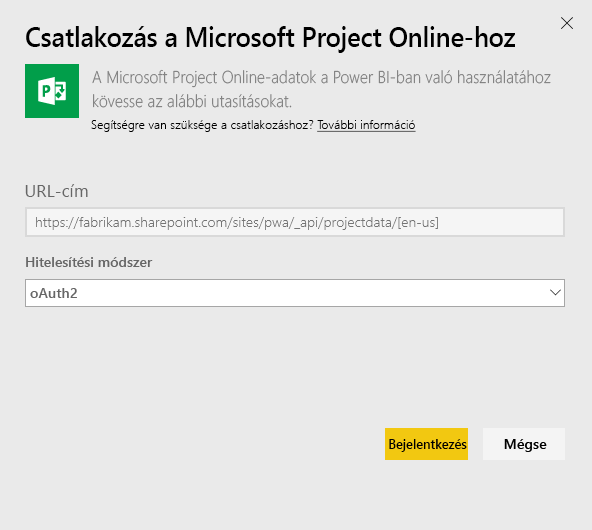 Csatlakozás a Microsoft Project Online-hoz
P
A Microsoft Project Online-adatok a Power BI-ban való használatához
kövesse az alábbi utasításokat.
Segítségre van szüksége a csatlakozáshoz? További információ
URL-cím
https://fabrikam.sharepoint.com/sites/pwa/_api/projectdata/[en-us]
Hitelesítési módszer
oAuth2
Bejelentkezés Mégse